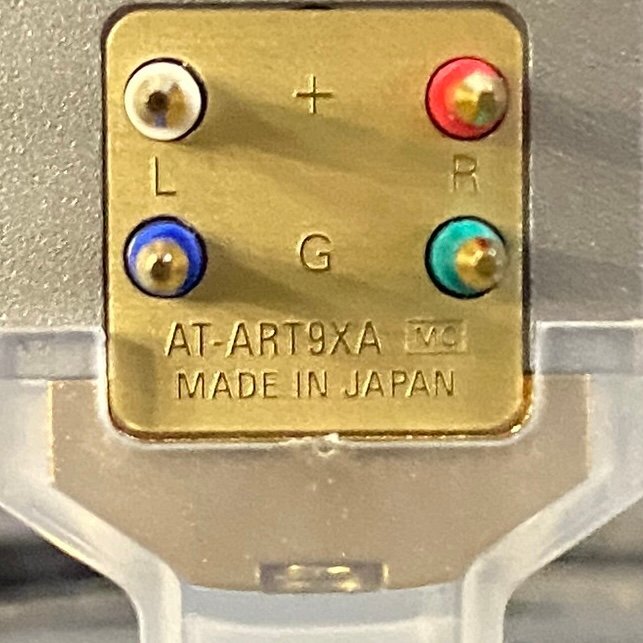 +
L R
G
AT-ART9XA MC
MADE IN JAPAN